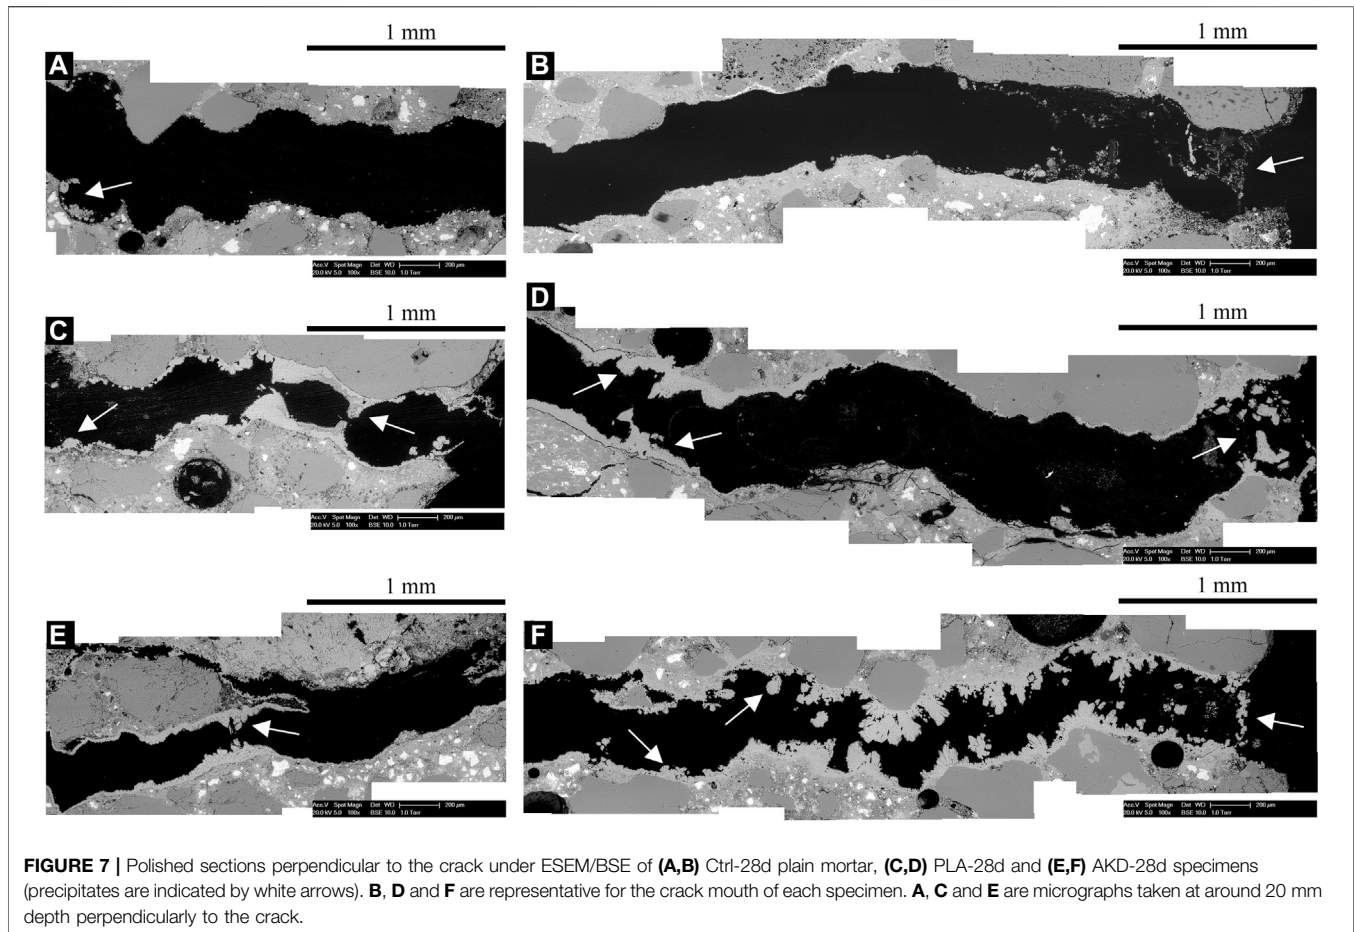 1 mm
1 mm
A
B
Acc.V Spot Magn Det WD 200 µm
20.0 kV 5.0 100x BSE 10.0 1.0 Torr
Acc.V Spot Magn Det WD 200 µm
20.0 kV 5.0 100x BSE 10.0 1.0 Torr
1 mm
1 mm
C
D
Acc.V Spot Magn Det WD 200 µm
20.0 kV 5.0 100x BSE 10.0 1.0 Torr
Acc.V Spot Magn Det WD 200 µm
20.0 kV 5.0 100x BSE 10.0 1.0 Torr
1 mm
1 mm
E
F
Acc.V Spot Magn Det WD 200 µm
20.0 kV 5.0 100x BSE 10.0 1.0 Torr
Acc.V Spot Magn Det WD 200 µm
20.0 kV 5.0 100x BSE 10.0 1.0 Torr
FIGURE 7 | Polished sections perpendicular to the crack under ESEM/BSE of (A,B) Ctrl-28d plain mortar, (C,D) PLA-28d and (E,F) AKD-28d specimens
(precipitates are indicated by white arrows). B, D and F are representative for the crack mouth of each specimen. A, C and E are micrographs taken at around 20 mm
depth perpendicularly to the crack.